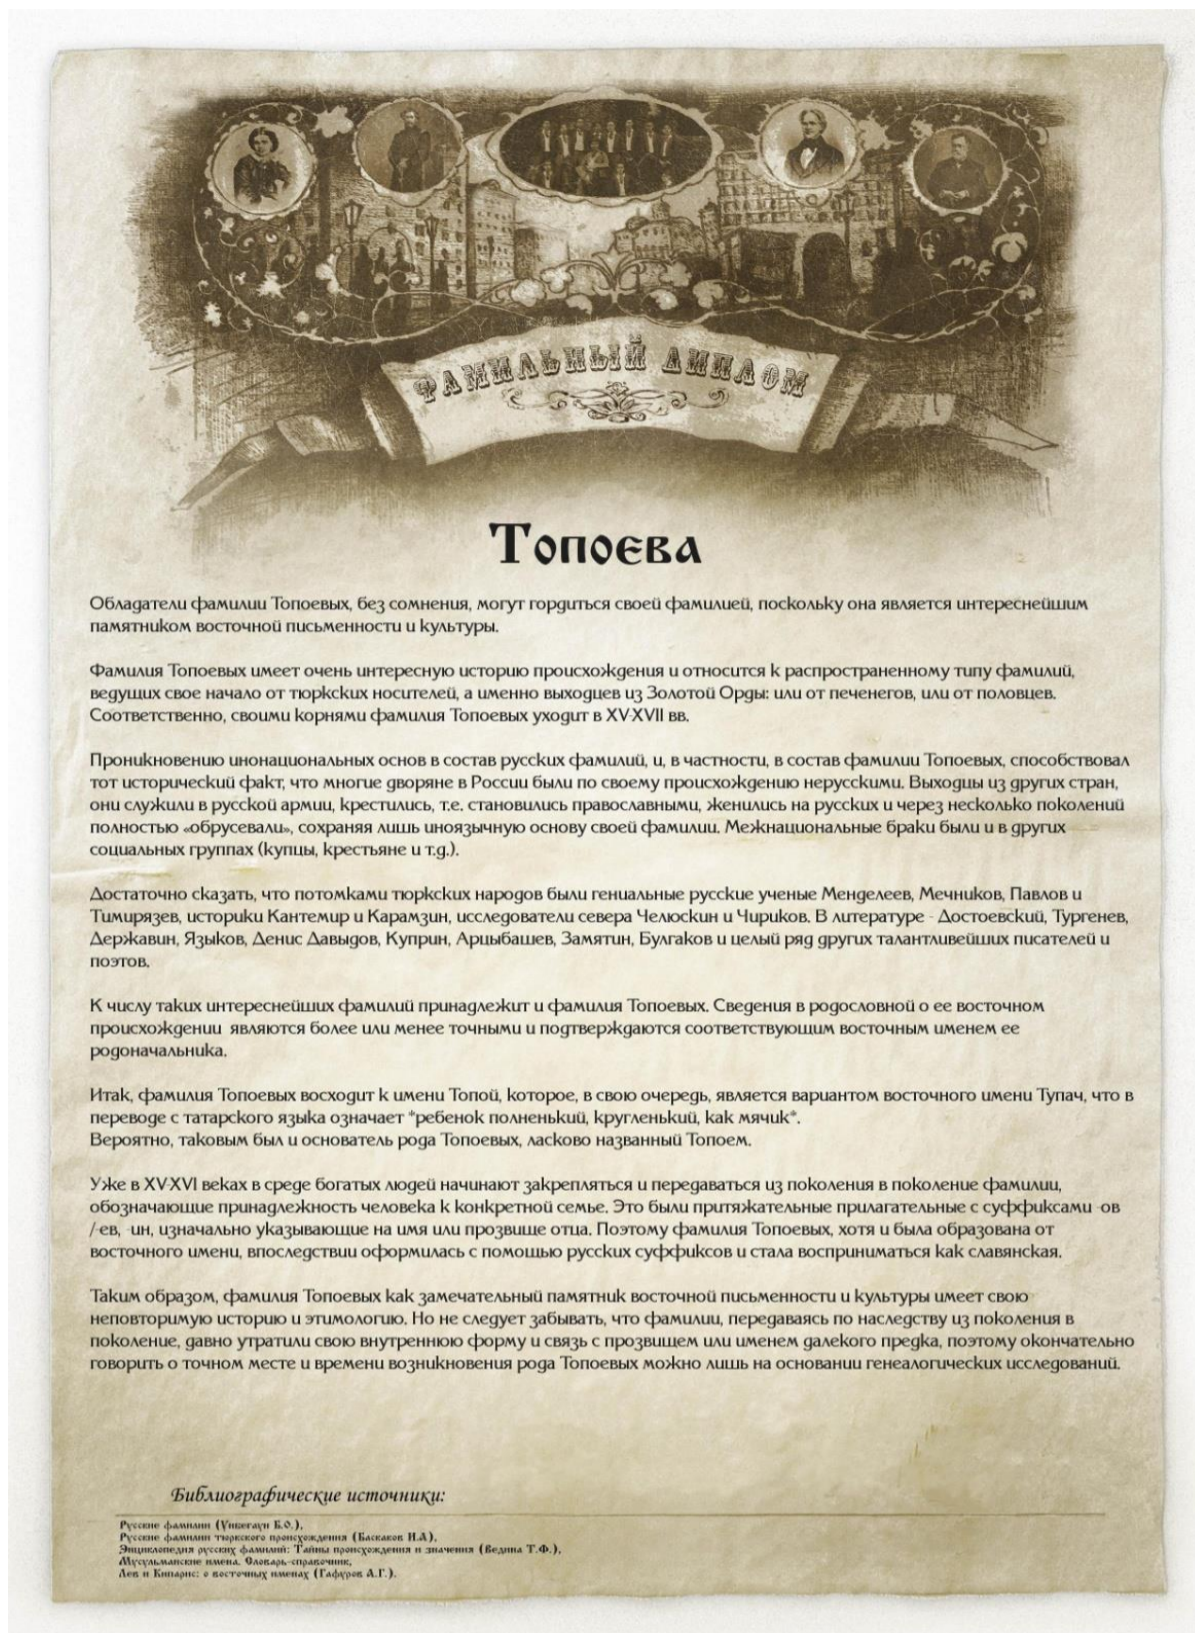 ФАМИЛЬНЫЙ ДИПЛОМ
Топоева
Обладатели фамилии Топоевых, без сомнения, могут гордиться своей фамилией, поскольку она является интереснейшим
памятником восточной письменности и культуры.
Фамилия Топоевых имеет очень интересную историю происхождения и относится к распространенному типу фамилий,
ведущих свое начало от тюркских носителей, а именно выходцев из Золотой Орды: или от печенегов, или от половцев.
Соответственно, своими корнями фамилия Топоевых уходит в XV-XVII вв.
Проникновению инонациональных основ в состав русских фамилий, и, в частности, в состав фамилии Топоевых, способствовал
тот исторический факт, что многие дворяне в России были по своему происхождению нерусскими. Выходцы из других стран,
они служили в русской армии, крестились, т.е. становились православными, женились на русских и через несколько поколений
полностью «обрусевали», сохраняя лишь иноязычную основу своей фамилии. Межнациональные браки были и в других
социальных группах (купцы, крестьяне и т.д.).
Достаточно сказать, что потомками тюркских народов были гениальные русские ученые Менделеев, Мечников, Павлов и
Тимирязев, историки Кантемир и Карамзин, исследователи севера Челюскин и Чириков. В литературе - Достоевский, Тургенев,
Державин, Языков, Денис Давыдов, Куприн, Арцыбашев, Замятин, Булгаков и целый ряд других талантливейших писателей и
поэтов.
К числу таких интереснейших фамилий принадлежит и фамилия Топоевых. Сведения в родословной о ее восточном
происхождении являются более или менее точными и подтверждаются соответствующим восточным именем ее
родоначальника.
Итак, фамилия Топоевых восходит к имени Топой, которое, в свою очередь, является вариантом восточного имени Тупач, что в
переводе с татарского языка означает "ребенок полненький, кругленький, как мячик".
Вероятно, таковым был и основатель рода Топоевых, ласково названный Топоем.
Уже в XV-XVI веках в среде богатых людей начинают закрепляться и передаваться из поколения в поколение фамилии,
обозначающие принадлежность человека к конкретной семье. Это были притяжательные прилагательные с суффиксами -ов
/-ев, -ин, изначально указывающие на имя или прозвище отца. Поэтому фамилия Топоевых, хотя и была образована от
восточного имени, впоследствии оформилась с помощью русских суффиксов и стала восприниматься как славянская.
Таким образом, фамилия Топоевых как замечательный памятник восточной письменности и культуры имеет свою
неповторимую историю и этимологию. Но не следует забывать, что фамилии, передаваясь по наследству из поколения в
поколение, давно утратили свою внутреннюю форму и связь с прозвищем или именем далекого предка, поэтому окончательно
говорить о точном месте и времени возникновения рода Топоевых можно лишь на основании генеалогических исследований.
Библиографические источники:
Русские фамилии (Унбегаун Б.О.),
Русские фамилии тюркского происхождения (Баскаков Н.А),
Энциклопедия русских фамилий: Тайны происхождения и значения (Ведина Т.Ф.),
Мусульманские имена. Словарь-справочник,
Лев и Кипарис: о восточных именах (Гафуров А.Г.).